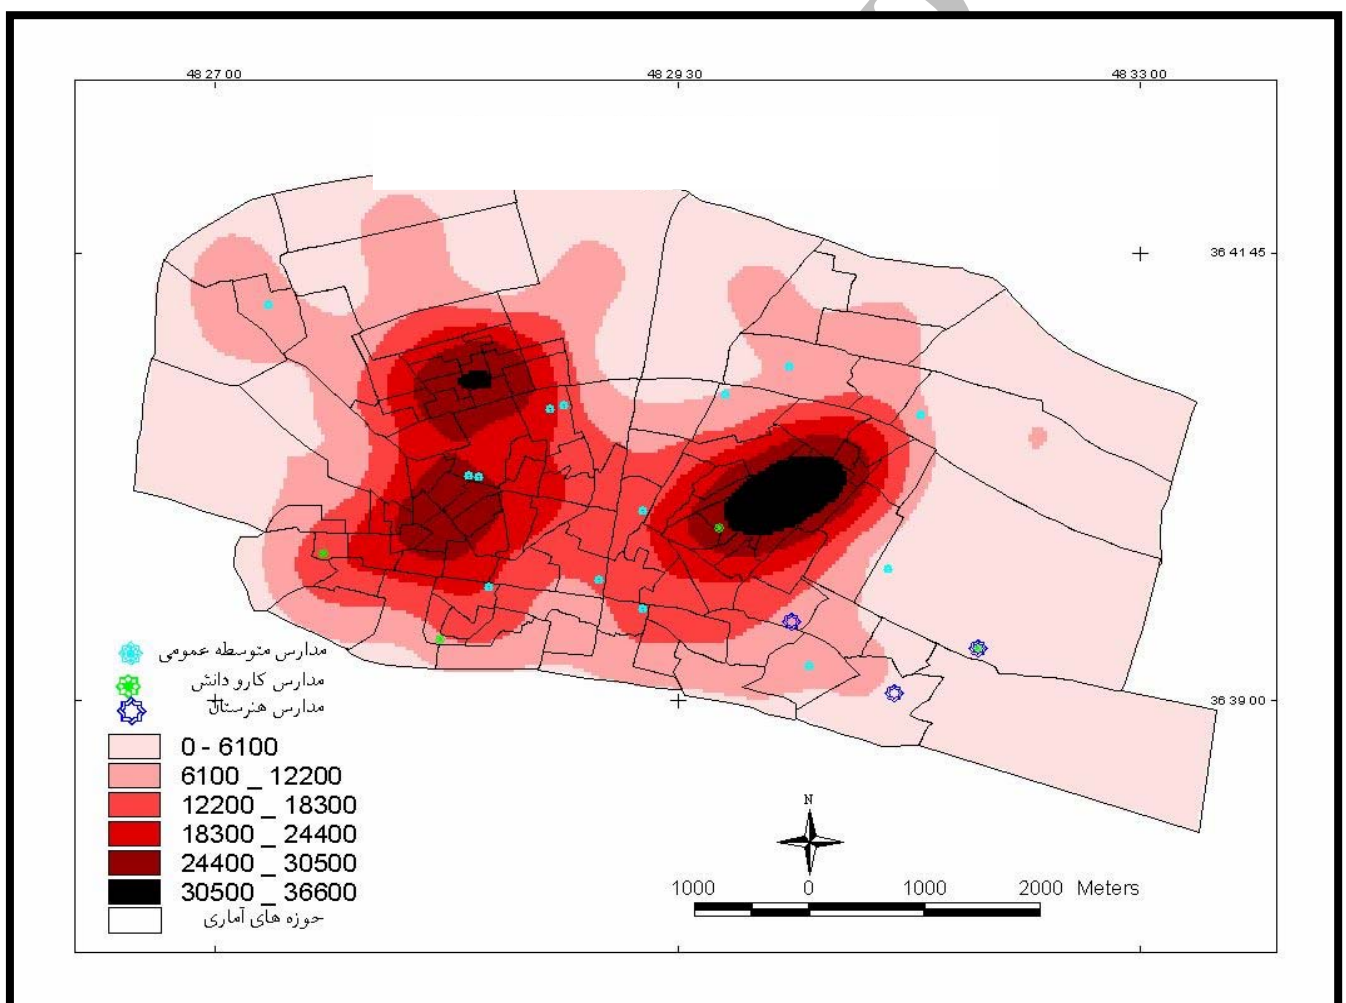 48 27 00
48 29 30
48 33 00
36 41 45
36 39 00
مدارس متوسطه عمومی
مدارس کارو دانش
مدارس هنرستان
0 - 6100
6100 _ 12200
12200 _ 18300
18300 _ 24400
24400 _ 30500
30500 _ 36600
حوزه های آماری
N
1000 0 1000 2000 Meters